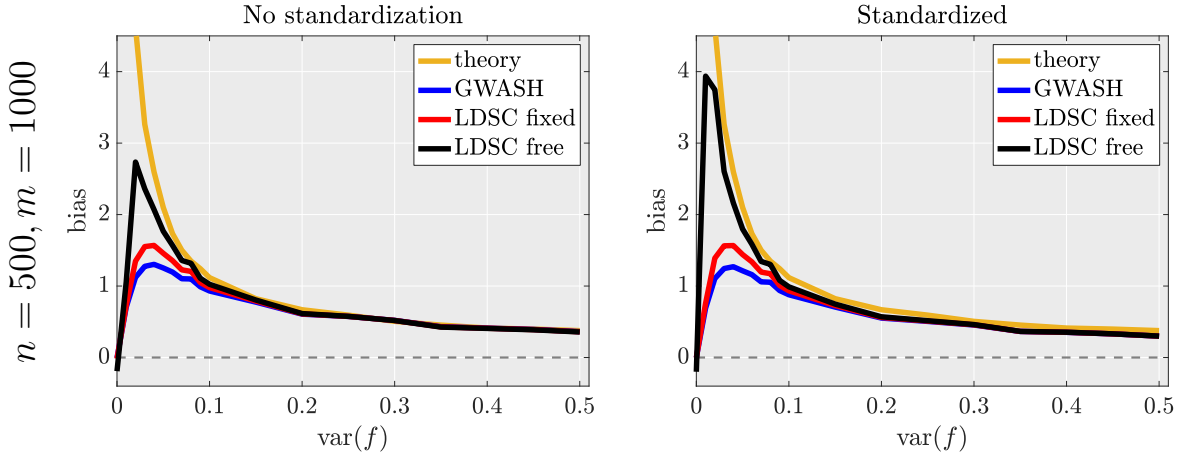 No standardization
Standardized
n = 500, m = 1000
bias
4
3
2
1
0
theory
GWASH
LDSC fixed
LDSC free
0 0.1 0.2 0.3 0.4 0.5
var(f)
bias
4
3
2
1
0
theory
GWASH
LDSC fixed
LDSC free
0 0.1 0.2 0.3 0.4 0.5
var(f)